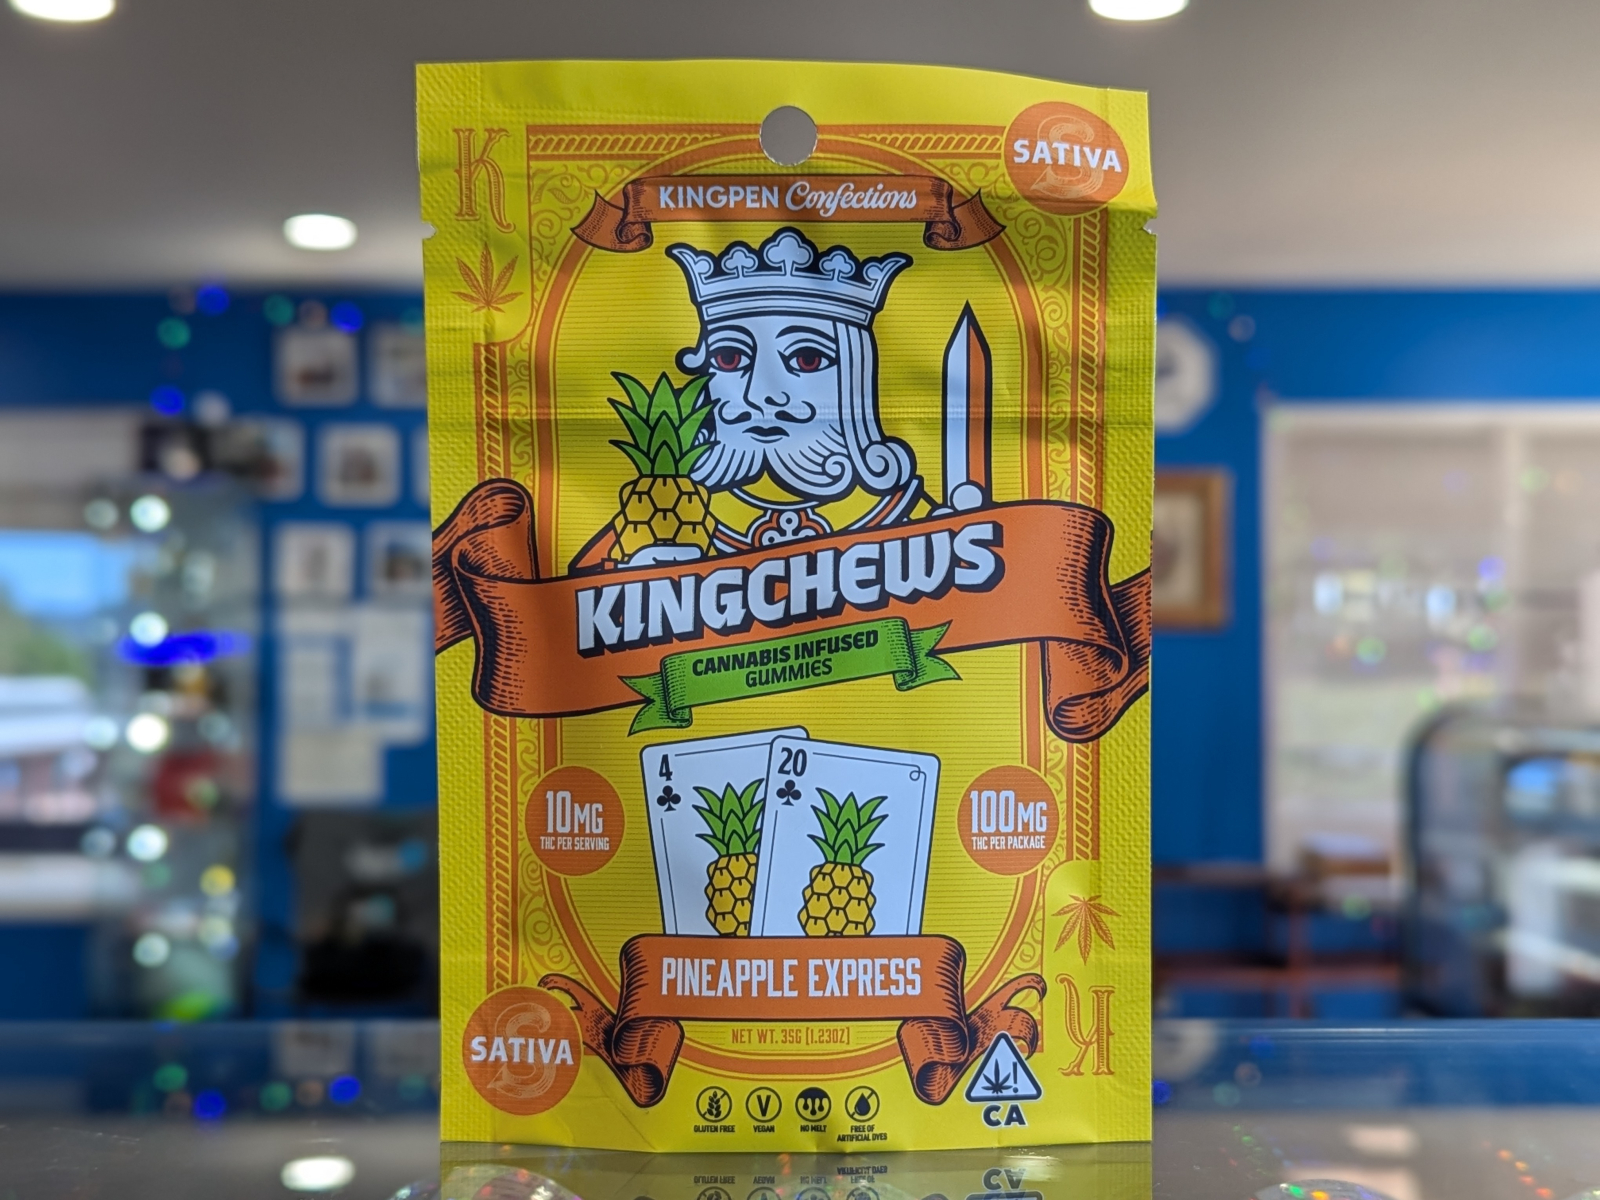 K
SATIVA
KINGPEN Confections
KINGCHEWS
CANNABIS INFUSED
GUMMIES
4
20
10MG
THC PER SERVING
100MG
THC PER PACKAGE
PINEAPPLE EXPRESS
NET WT. 35G [1.23OZ]
K
SATIVA
GLUTEN FREE
V
VEGAN
NO MELT
FREE OF
ARTIFICIAL DYES
!
CA